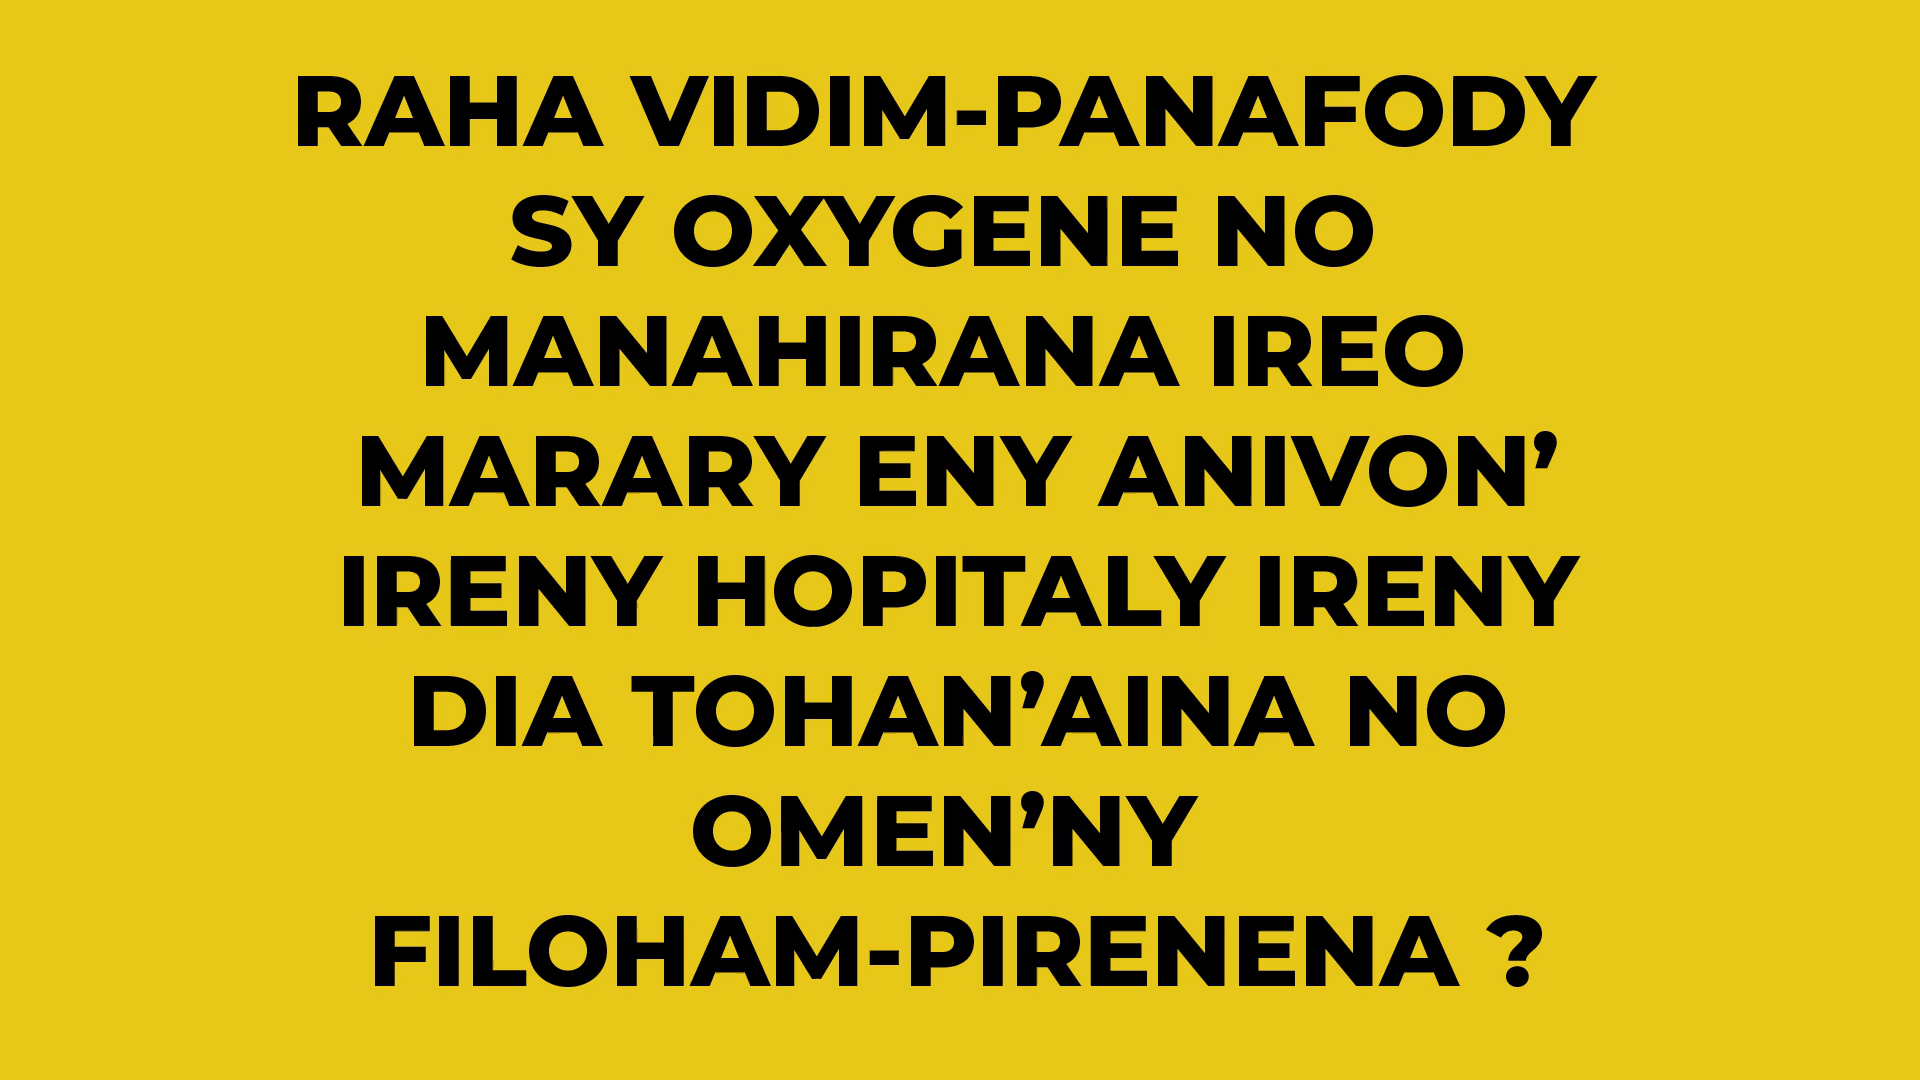 RAHA VIDIM-PANAFODY
SY OXYGENE NO
MANAHIRANA IREO
MARARY ENY ANIVON’
IRENY HOPITALY IRENY
DIA TOHAN’AINA NO
OMEN’NY
FILOHAM-PIRENENA ?